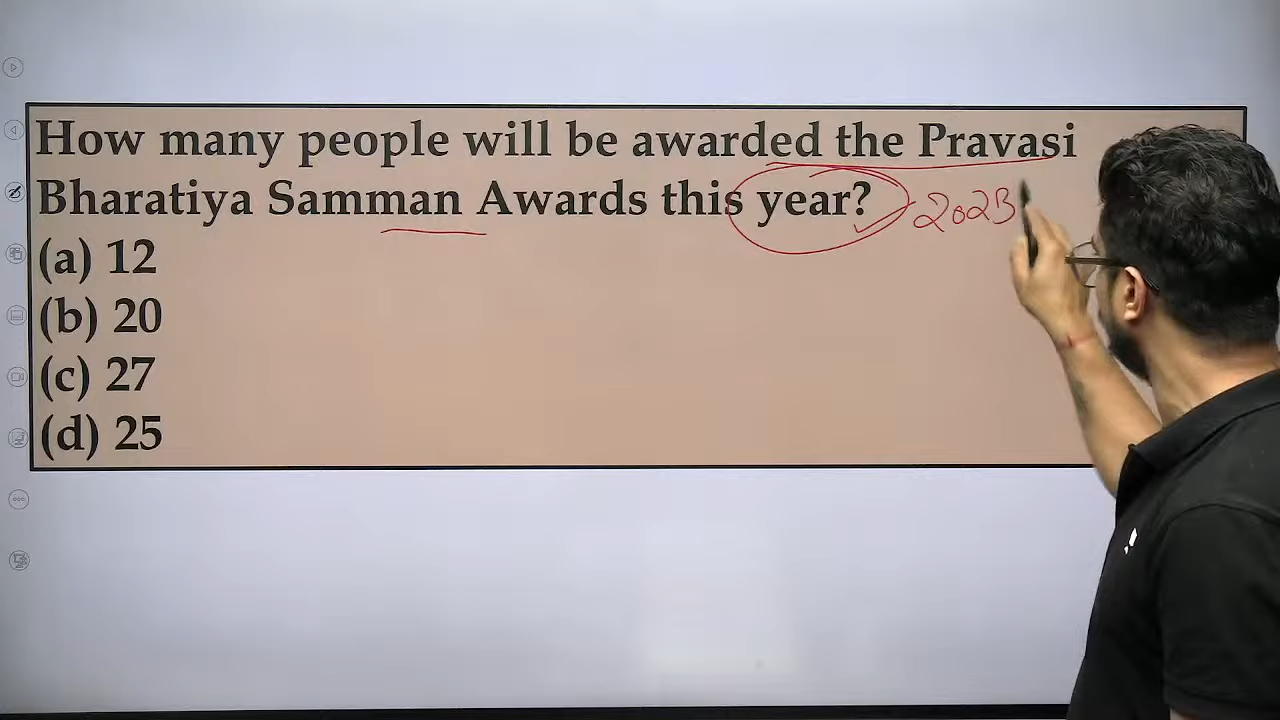 How many people will be awarded the Pravasi
Bharatiya Samman Awards this year? 2023
(a) 12
(b) 20
(c) 27
(d) 25